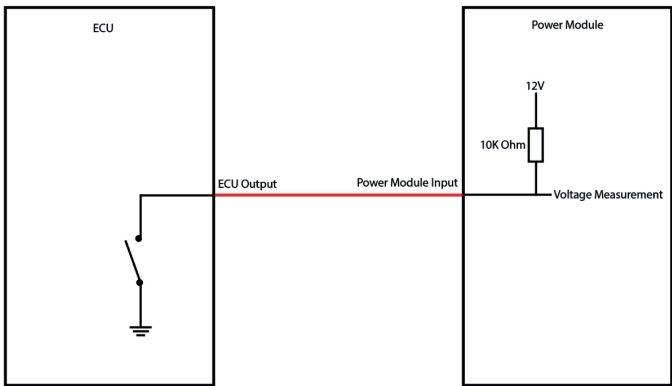 ECU
Power Module
12V
10K Ohm
ECU Output
Power Module Input
Voltage Measurement